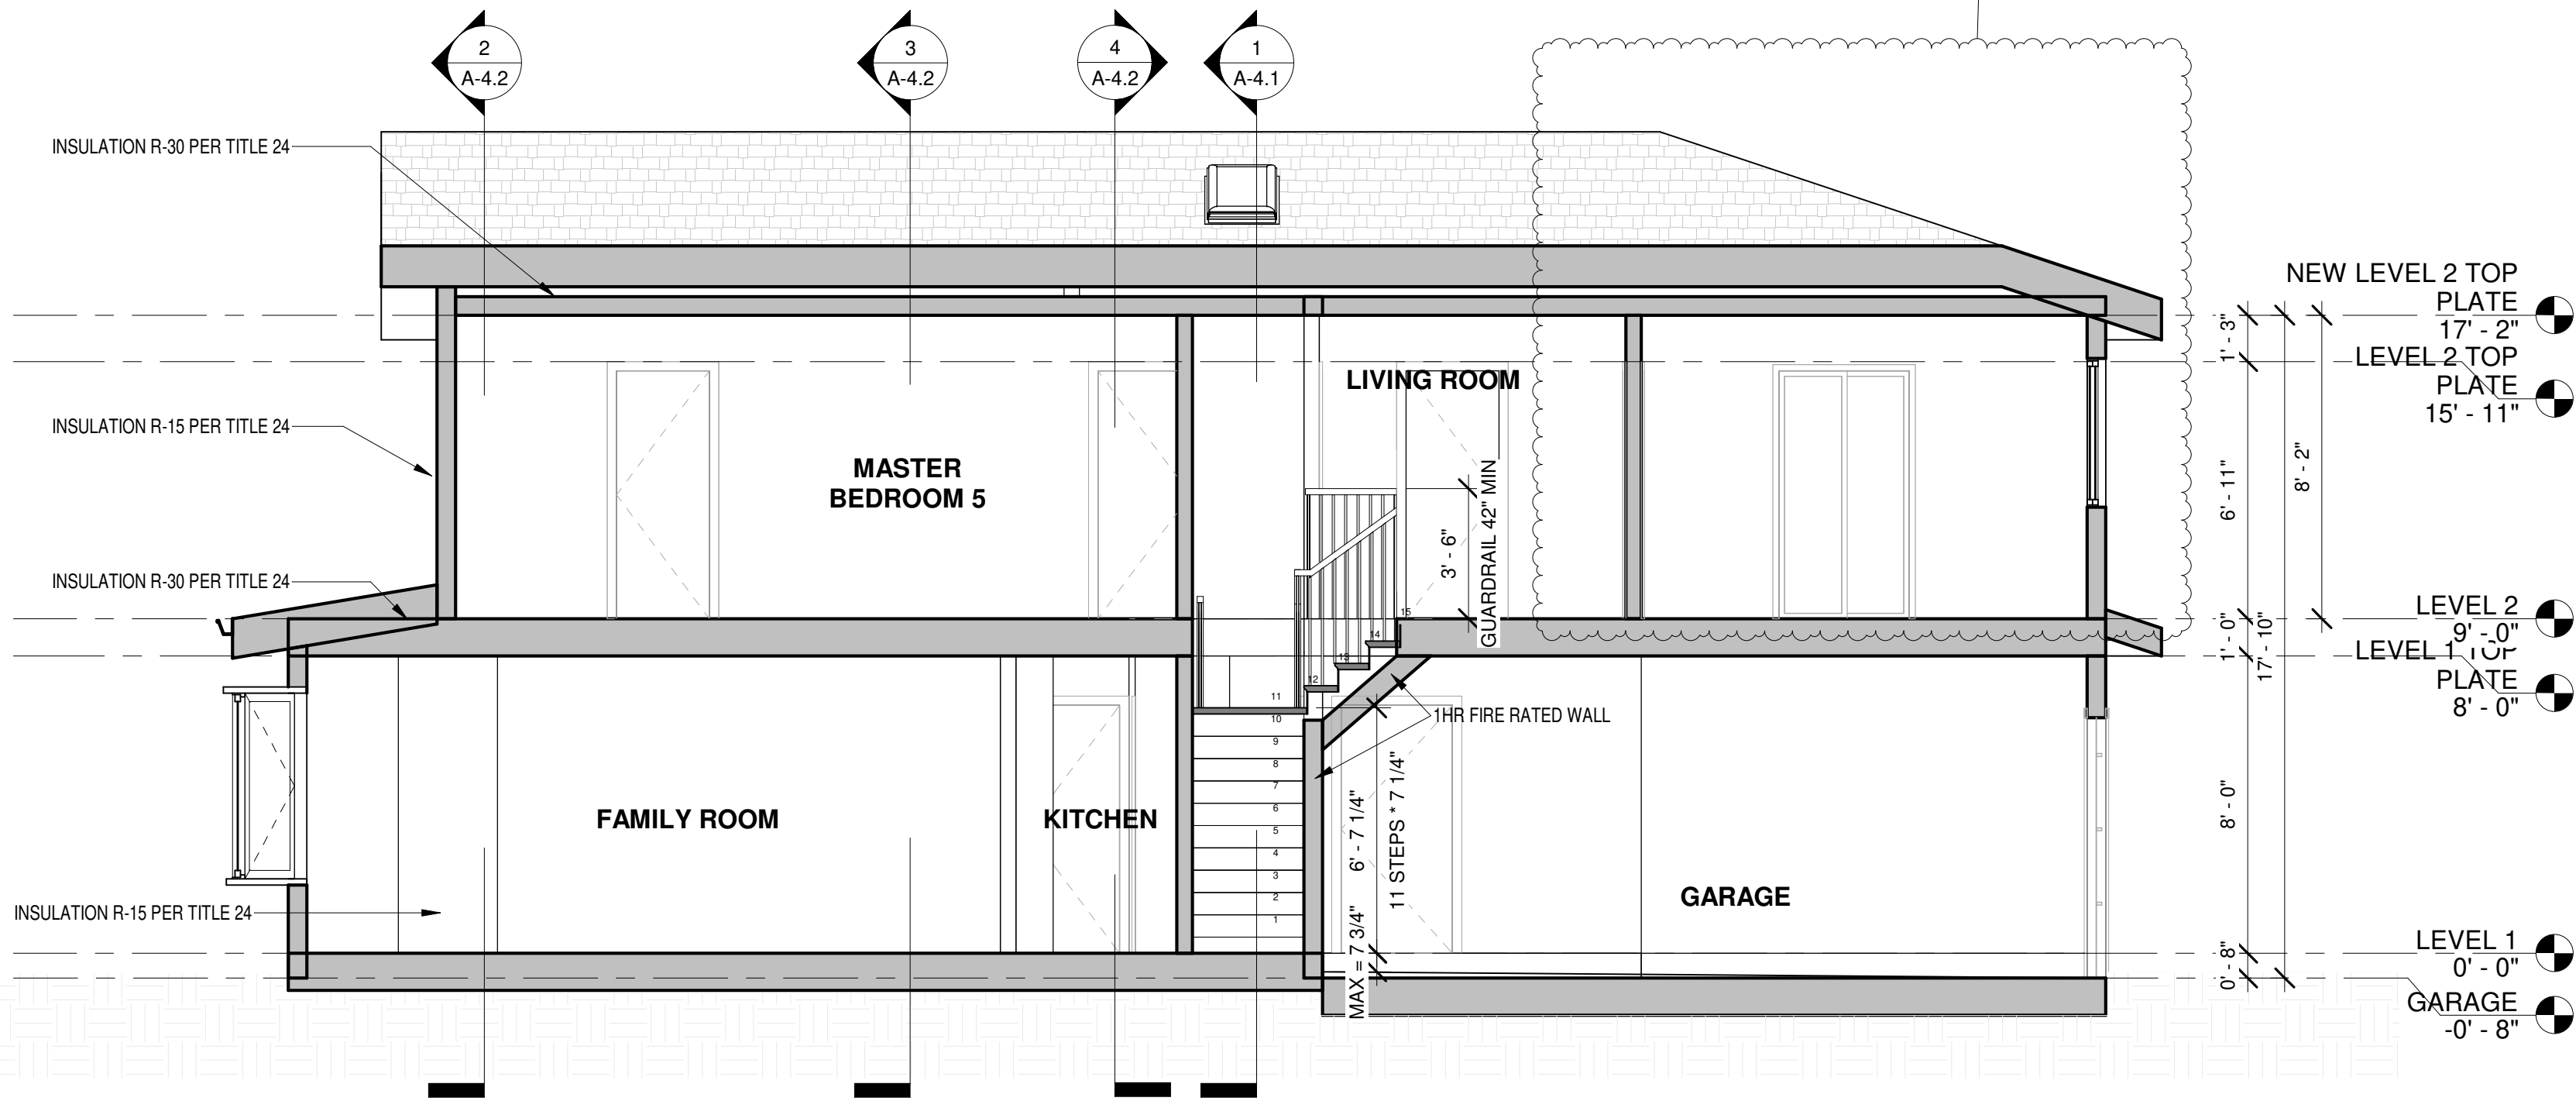 2
A-4.2
3
A-4.2
4
A-4.2
1
A-4.1
INSULATION R-30 PER TITLE 24
INSULATION R-15 PER TITLE 24
INSULATION R-30 PER TITLE 24
INSULATION R-15 PER TITLE 24
MASTER
BEDROOM 5
LIVING ROOM
FAMILY ROOM
KITCHEN
GARAGE
3' - 6"
GUARDRAIL 42" MIN
1HR FIRE RATED WALL
15
14
13
12
11
10
9
8
7
6
5
4
3
2
1
6' - 7 1/4"
11 STEPS * 7 1/4"
MAX = 7 3/4"
1' - 3"
6' - 11"
8' - 2"
1' - 0"
17' - 10"
8' - 0"
0' - 8"
NEW LEVEL 2 TOP
PLATE
17' - 2"
LEVEL 2 TOP
PLATE
15' - 11"
LEVEL 2
9' - 0"
LEVEL 1 TOP
PLATE
8' - 0"
LEVEL 1
0' - 0"
GARAGE
-0' - 8"